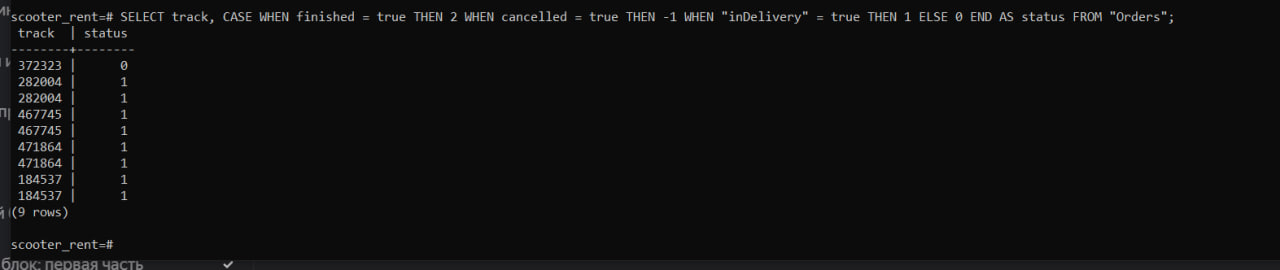 scooter_rent=# SELECT track, CASE WHEN finished = true THEN 2 WHEN cancelled = true THEN -1 WHEN "inDelivery" = true THEN 1 ELSE 0 END AS status FROM "Orders";
track | status
--------+--------
372323 | 0
282004 | 1
282004 | 1
467745 | 1
467745 | 1
471864 | 1
471864 | 1
184537 | 1
184537 | 1
(9 rows)
scooter_rent=#
блок: первая часть